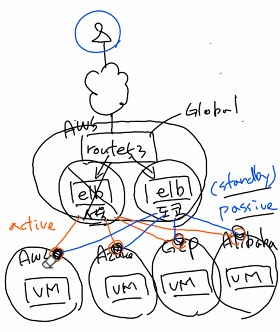 Global
AWS
route53
elb
elb
서울
도쿄
(standby)
passive
active
AWS
Azure
GCP
Alibaba
VM
VM
VM
VM